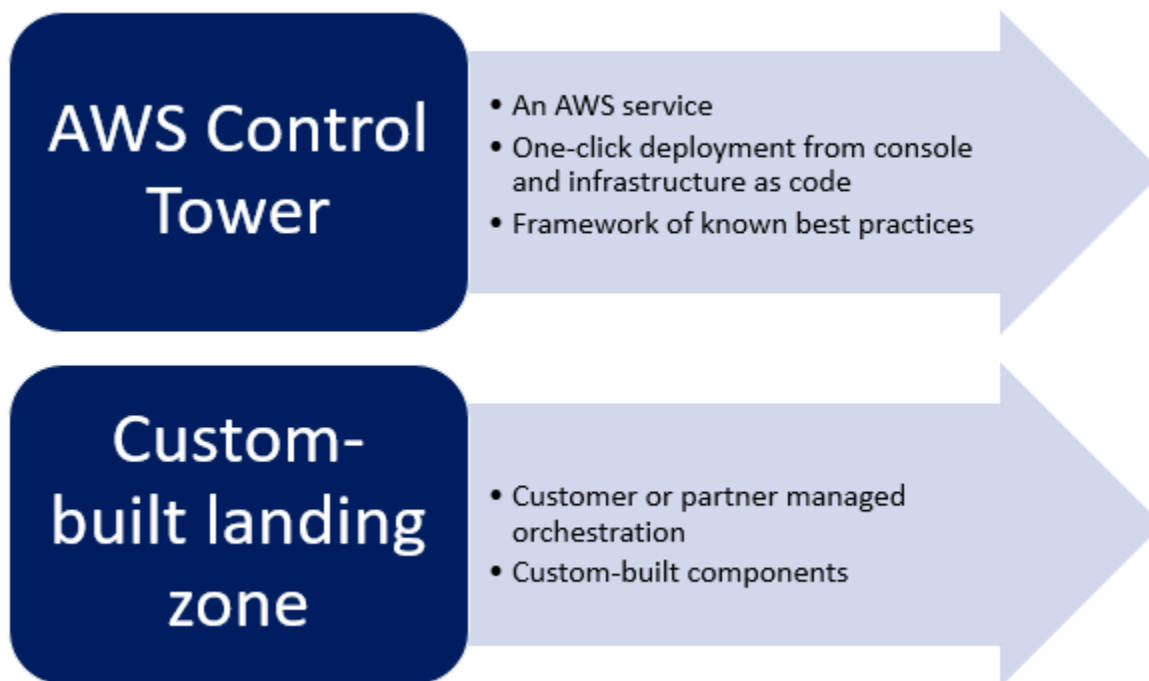 AWS Control
Tower
• An AWS service
• One-click deployment from console
and infrastructure as code
• Framework of known best practices
Custom-
built landing
zone
• Customer or partner managed
orchestration
• Custom-built components